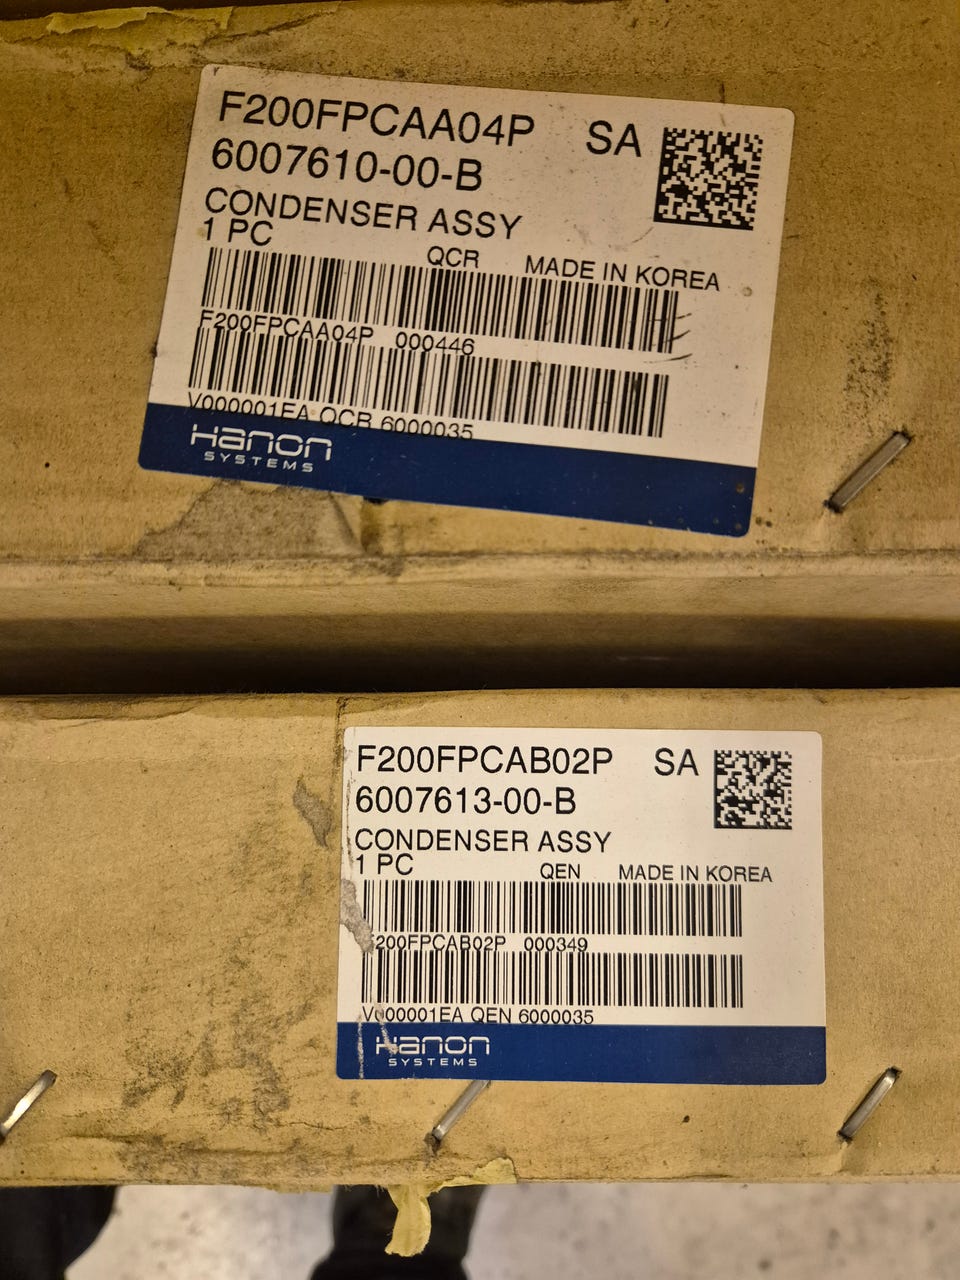 F200FPCAA04P SA
6007610-00-B
CONDENSER ASSY
1 PC
QCR MADE IN KOREA
F200FPCAA04P 000446
V000001EA QCR 6000035
Hanon
SYSTEMS
F200FPCAB02P SA
6007613-00-B
CONDENSER ASSY
1 PC QEN MADE IN KOREA
F200FPCAB02P 000349
V000001EA QEN 6000035
Hanon
SYSTEMS